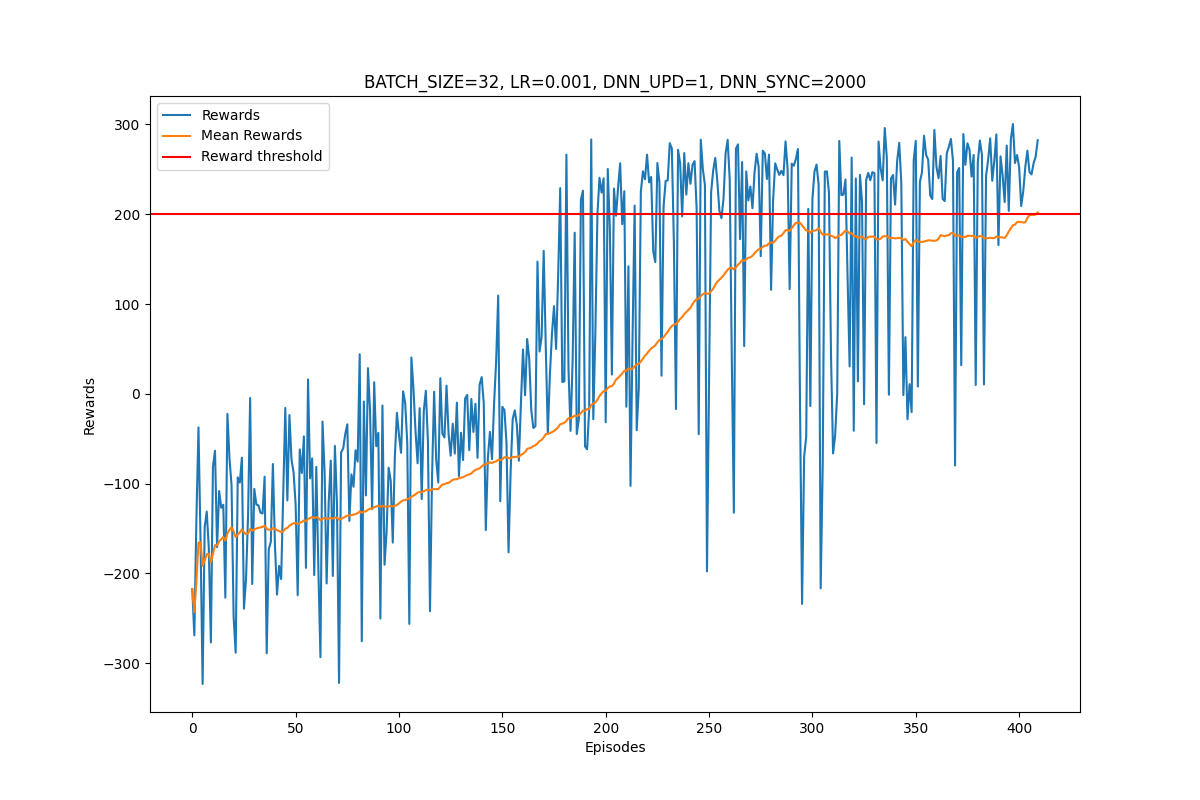 BATCH_SIZE=32, LR=0.001, DNN_UPD=1, DNN_SYNC=2000
Rewards
Mean Rewards
Reward threshold
300
200
100
0
−100
−200
−300
Rewards
0
50
100
150
200
250
300
350
400
Episodes